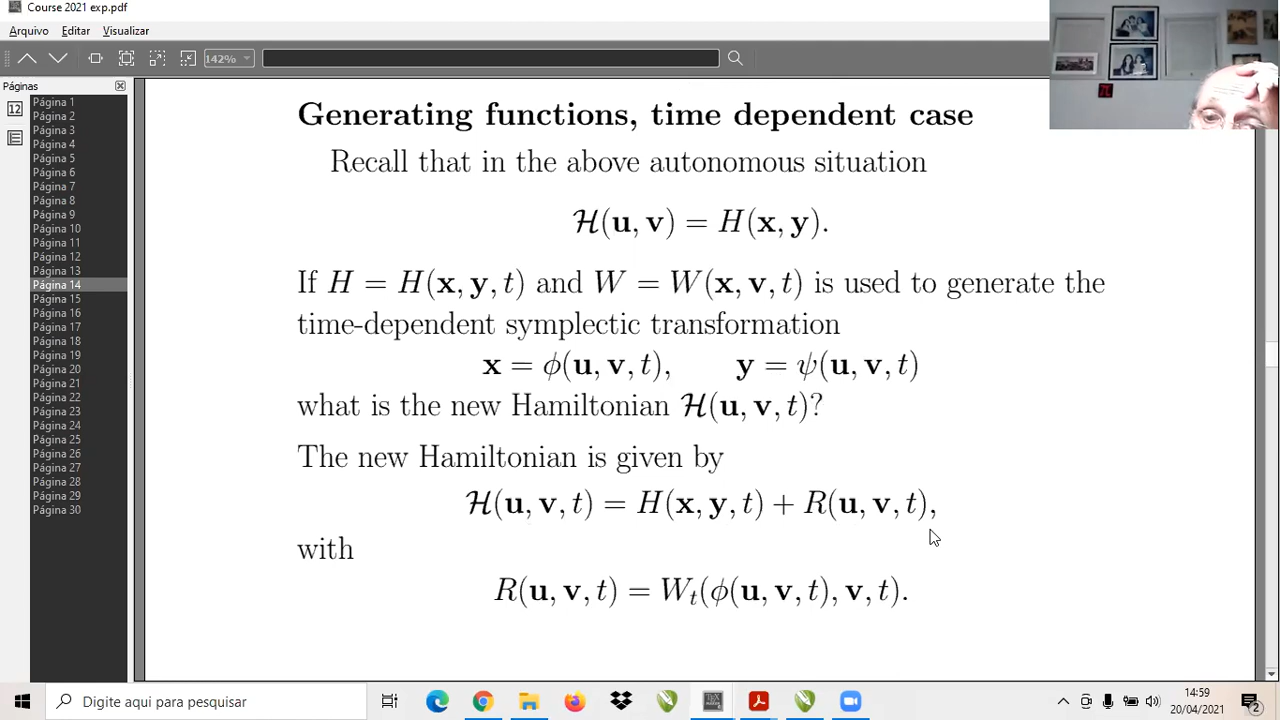 Course 2021 exp.pdf
Arquivo Editar Visualizar
142%
Páginas
Página 1
Página 2
Página 3
Página 4
Página 5
Página 6
Página 7
Página 8
Página 9
Página 10
Página 11
Página 12
Página 13
Página 14
Página 15
Página 16
Página 17
Página 18
Página 19
Página 20
Página 21
Página 22
Página 23
Página 24
Página 25
Página 26
Página 27
Página 28
Página 29
Página 30
12
Generating functions, time dependent case
Recall that in the above autonomous situation
ℋ(u, v) = H(x, y).
If H = H(x, y, t) and W = W(x, v, t) is used to generate the
time-dependent symplectic transformation
x = ϕ(u, v, t), y = ψ(u, v, t)
what is the new Hamiltonian ℋ(u, v, t)?
The new Hamiltonian is given by
ℋ(u, v, t) = H(x, y, t) + R(u, v, t),
with
R(u, v, t) = Wₜ(ϕ(u, v, t), v, t).
Digite aqui para pesquisar
14:59
20/04/2021
2